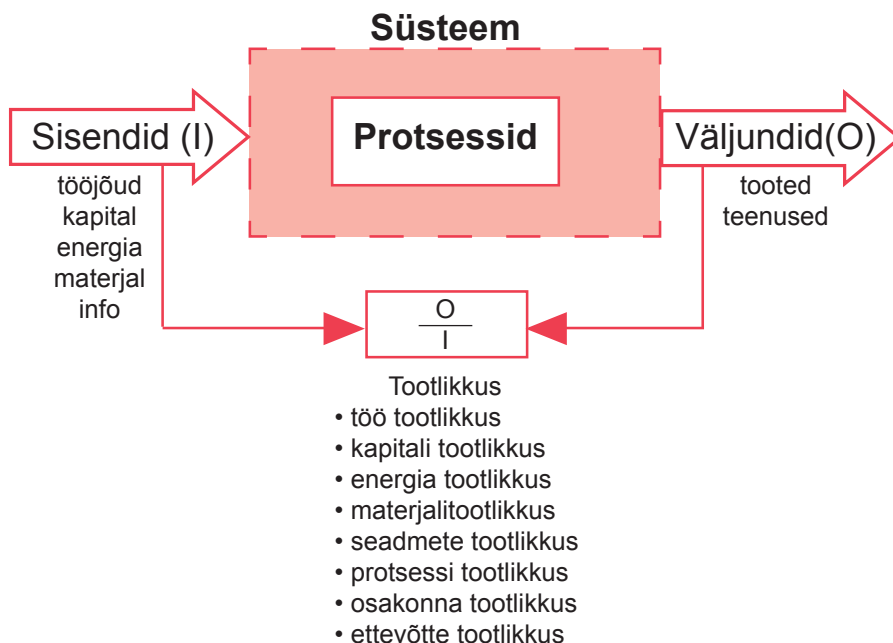 Süsteem
Sisendid (I)
Protsessid
Väljundid(O)
tööjõud
kapital
energia
materjal
info
tooted
teenused
O
I
Tootlikkus
• töö tootlikkus
• kapitali tootlikkus
• energia tootlikkus
• materjalitootlikkus
• seadmete tootlikkus
• protsessi tootlikkus
• osakonna tootlikkus
• ettevõtte tootlikkus